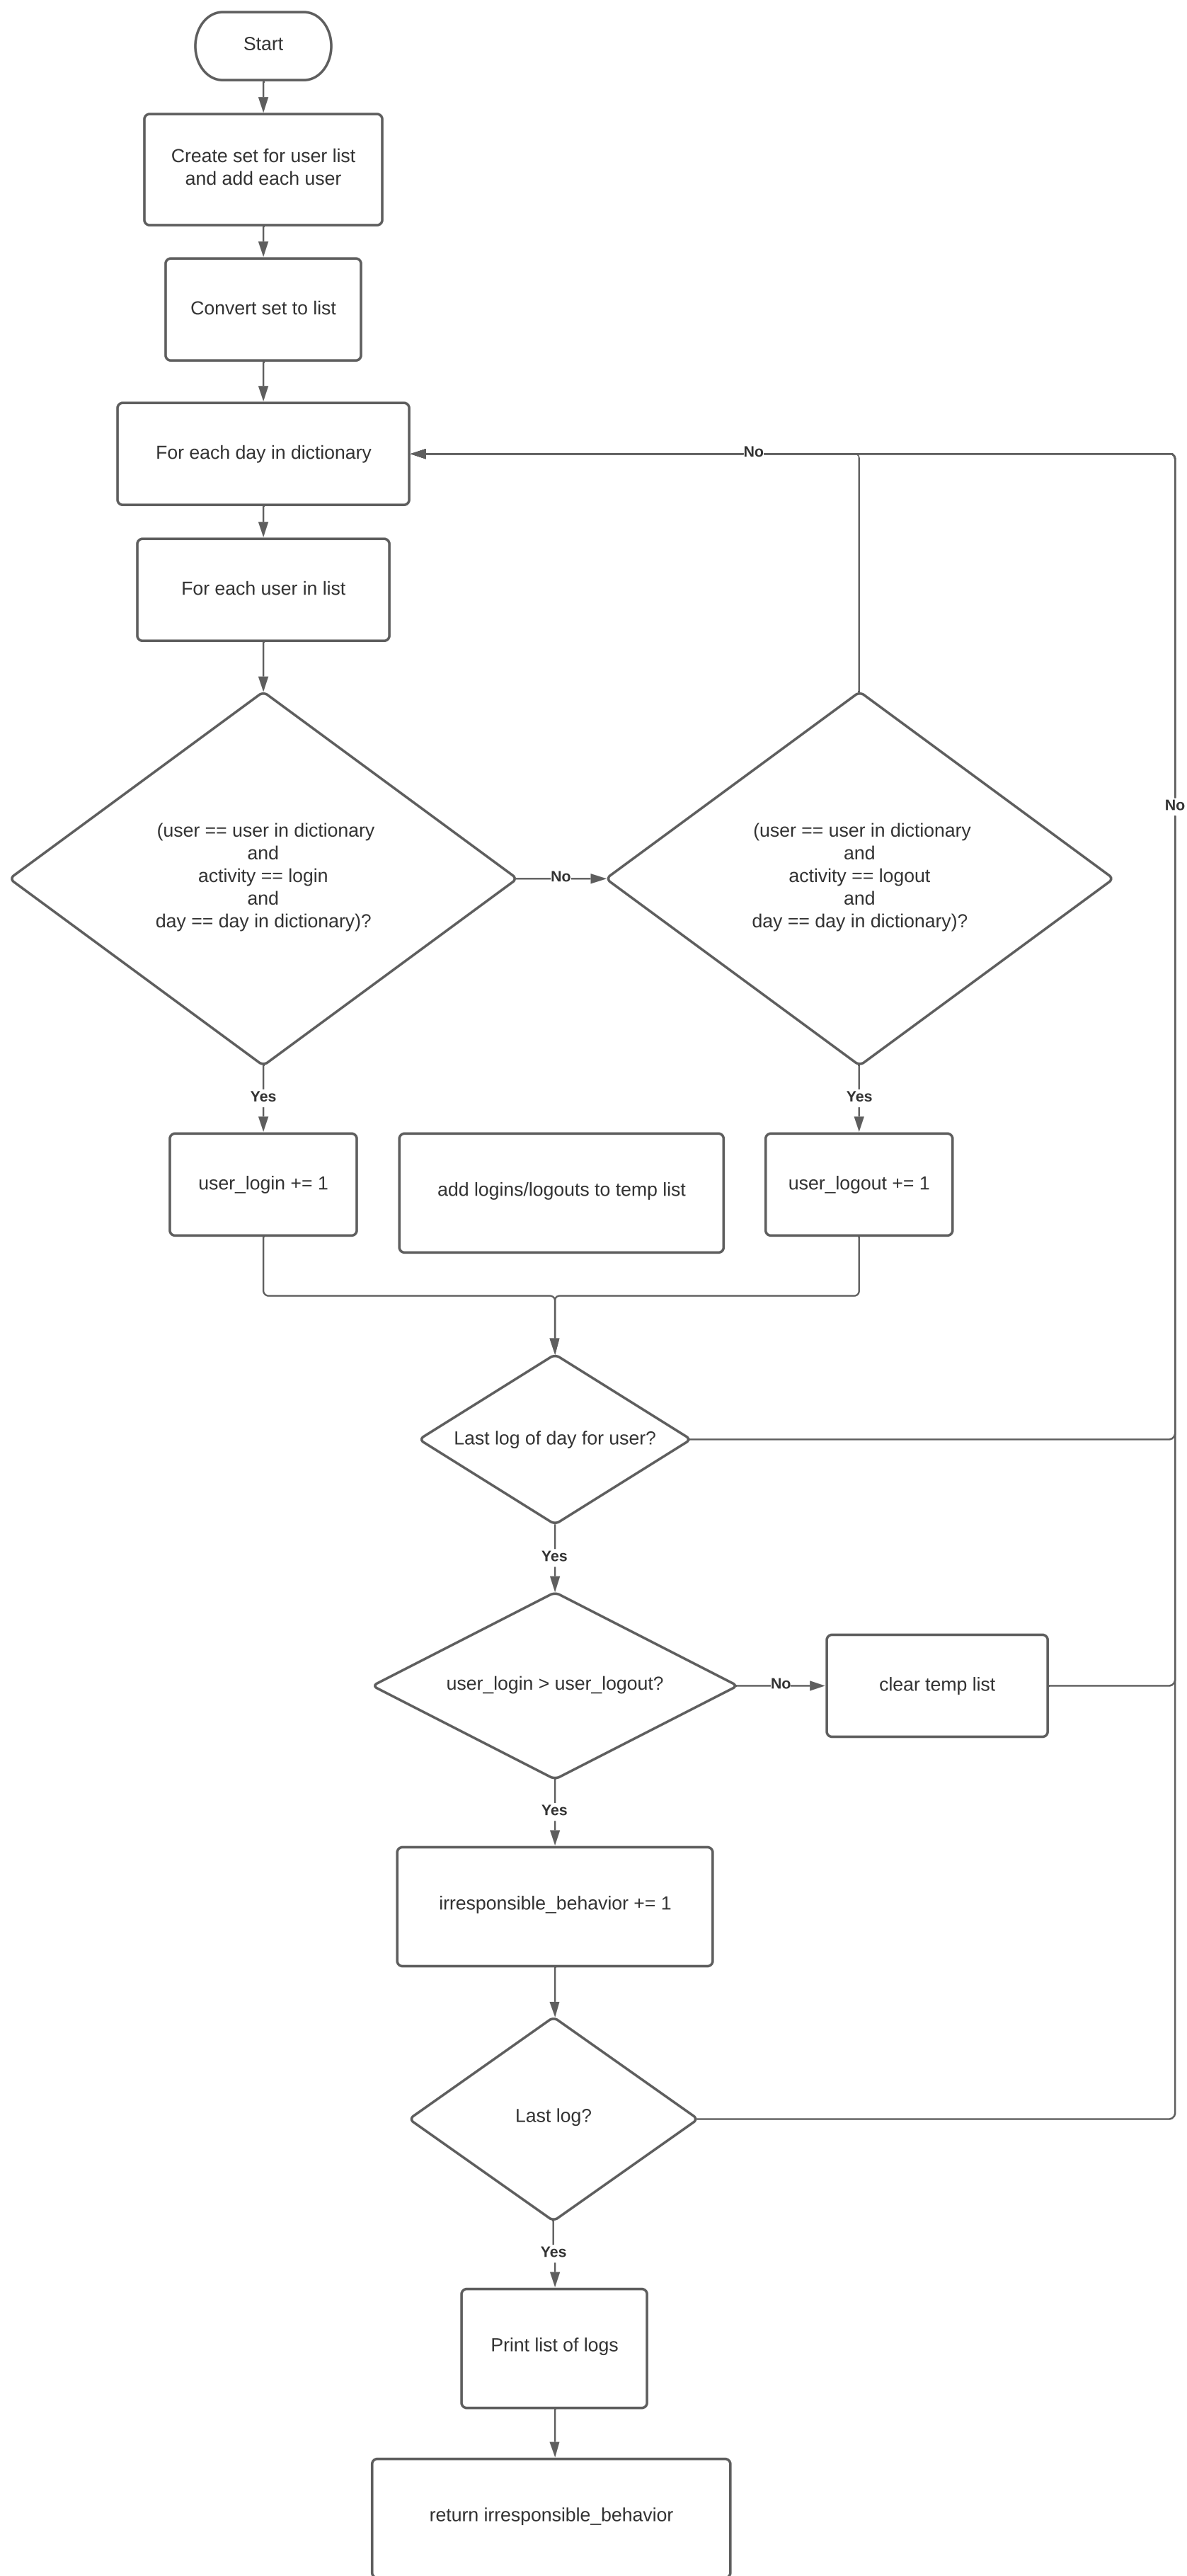 Start
Create set for user list
and add each user
Convert set to list
For each day in dictionary
No
For each user in list
No
(user == user in dictionary
and
activity == login
and
day == day in dictionary)?
No
(user == user in dictionary
and
activity == logout
and
day == day in dictionary)?
Yes
Yes
user_login += 1
add logins/logouts to temp list
user_logout += 1
Last log of day for user?
Yes
user_login > user_logout?
No
clear temp list
Yes
irresponsible_behavior += 1
Last log?
Yes
Print list of logs
return irresponsible_behavior